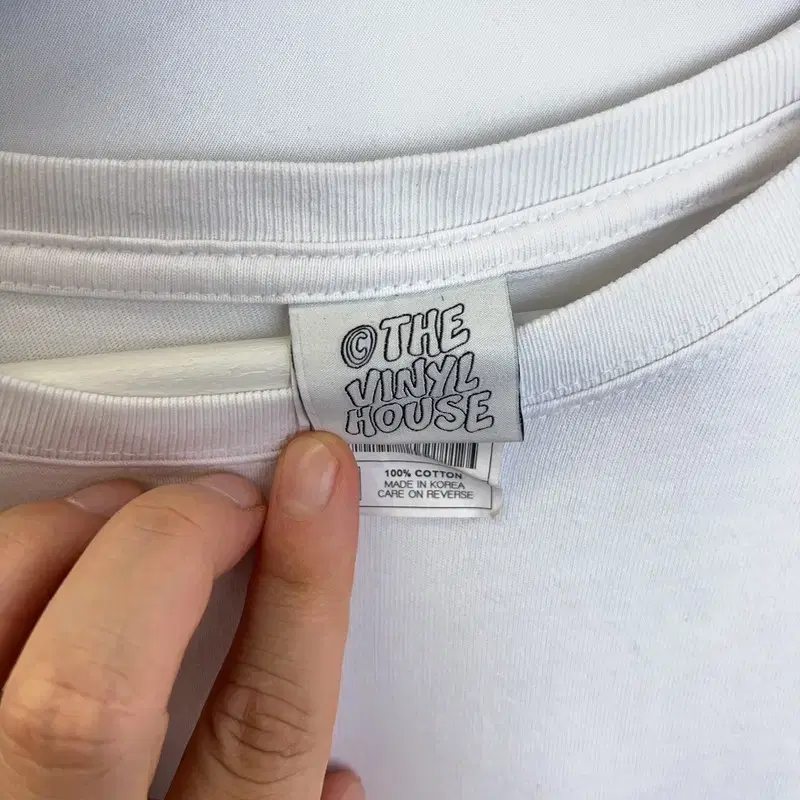 © THE
VINYL
HOUSE
100% COTTON
MADE IN KOREA
CARE ON REVERSE